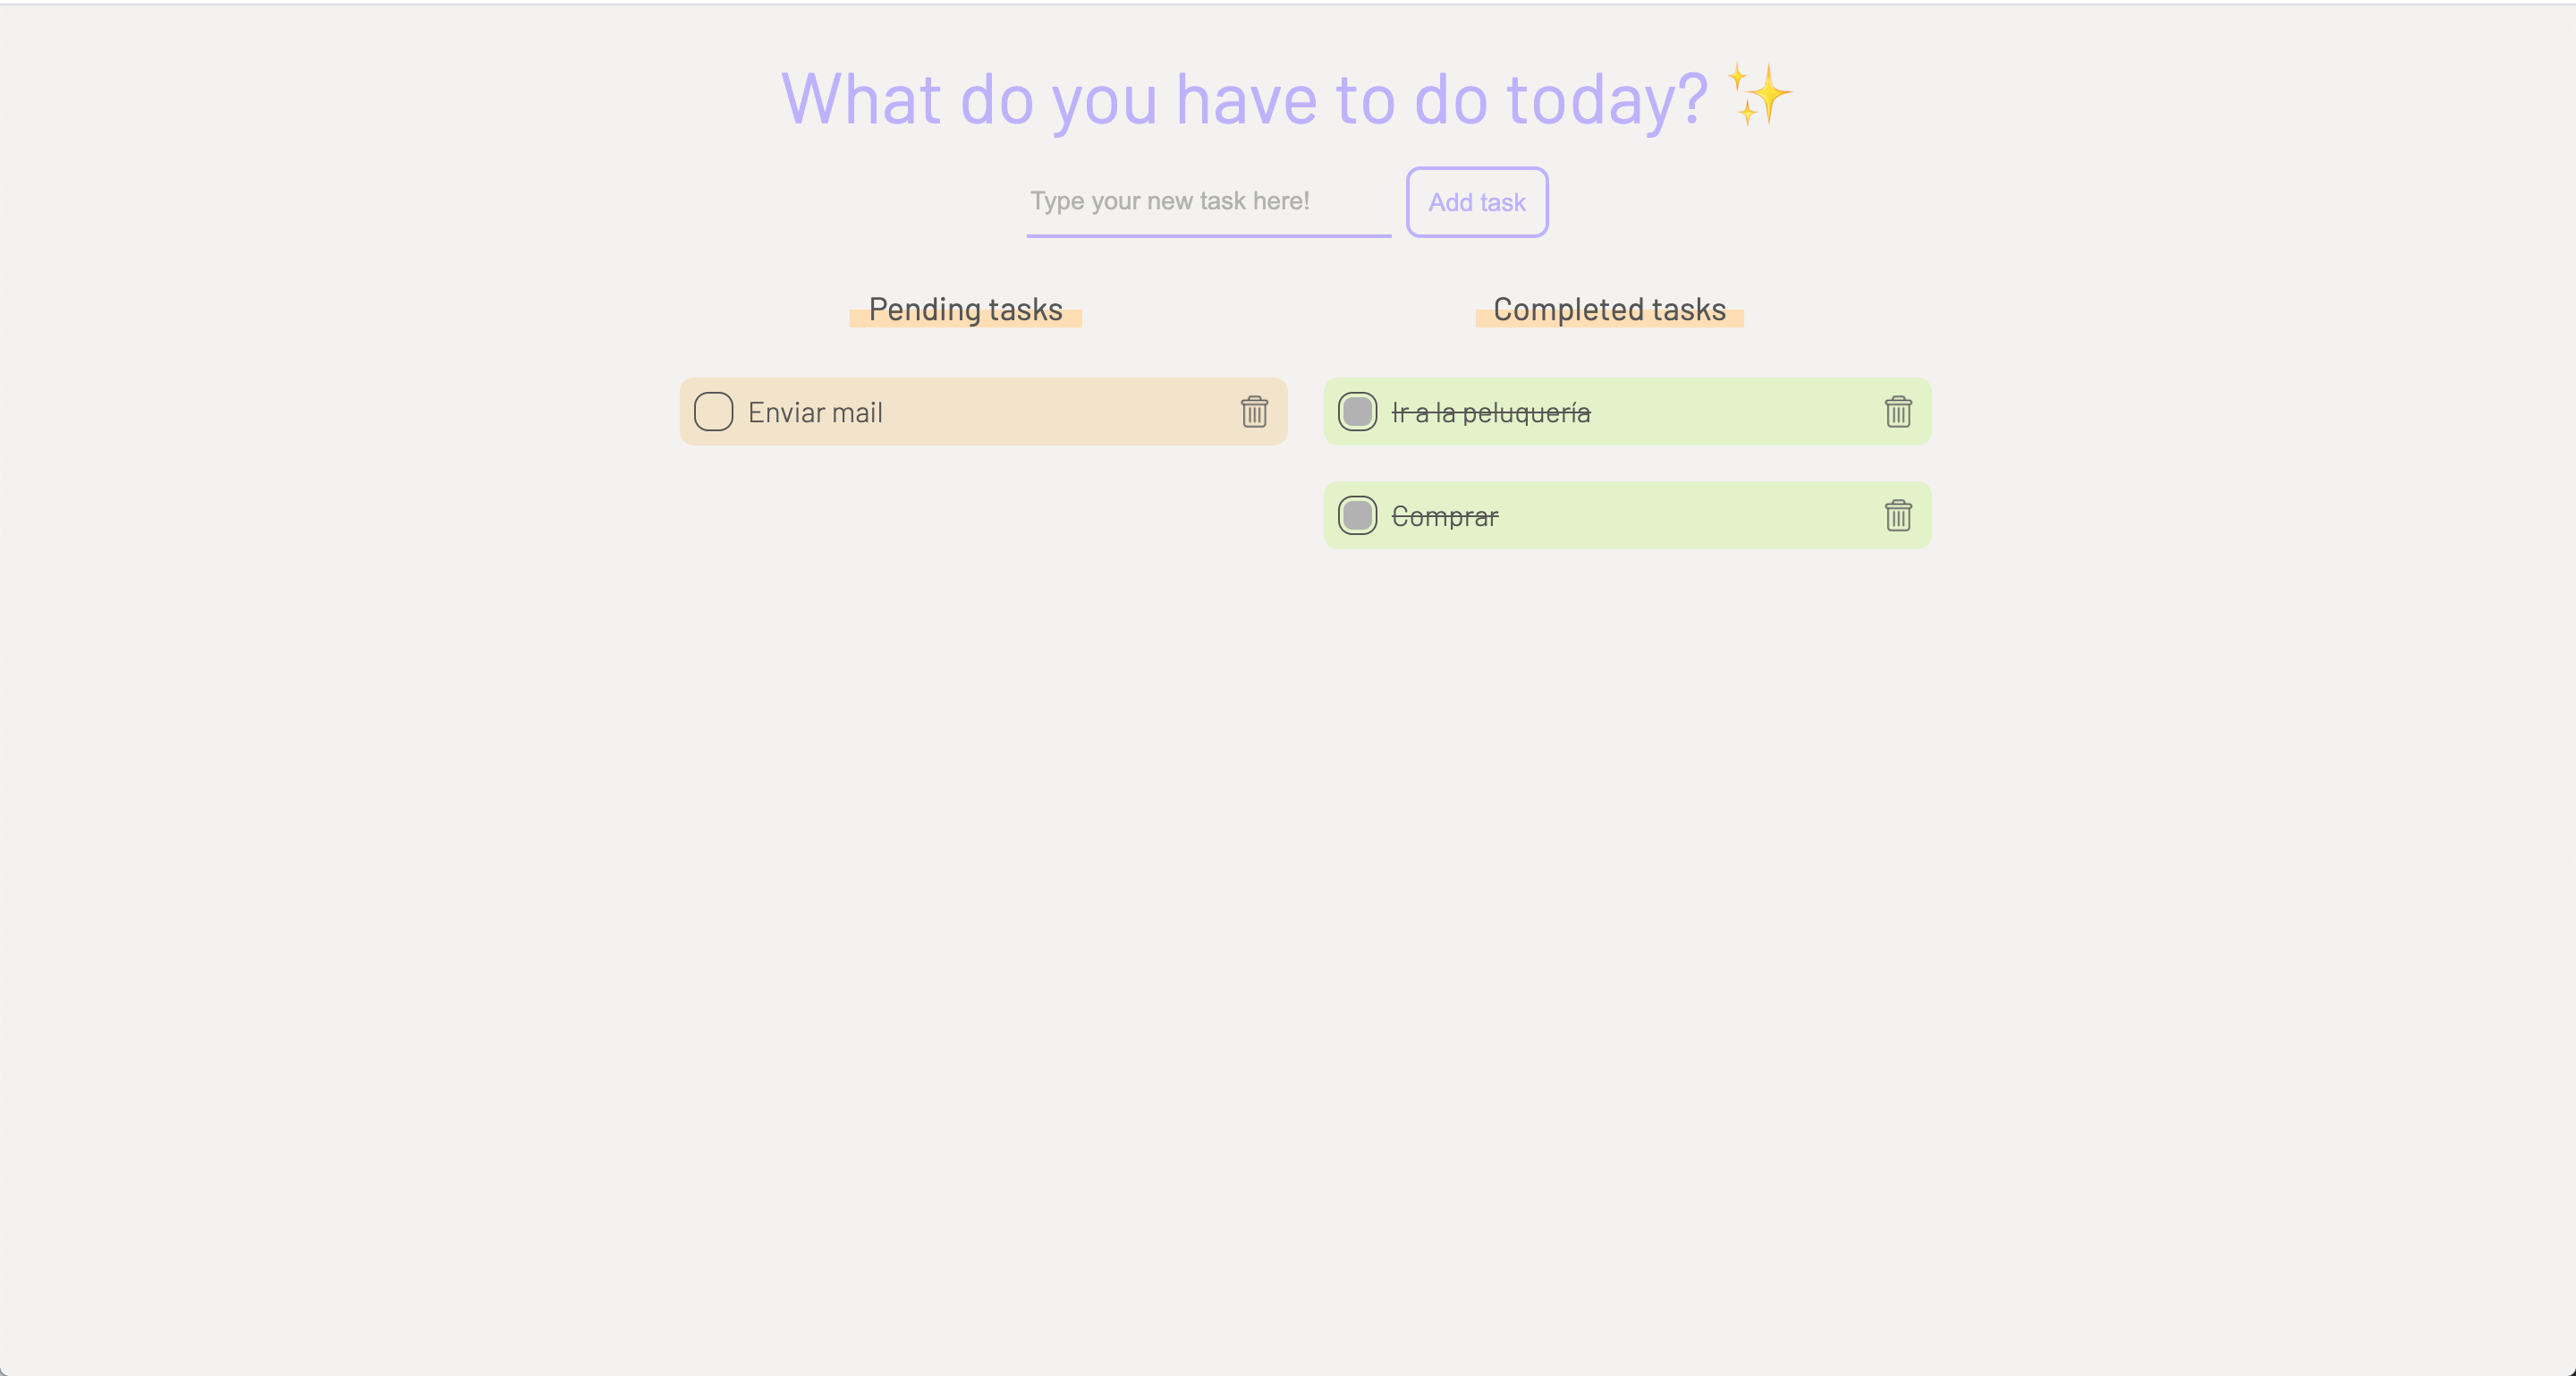 What do you have to do today? ✨
Type your new task here!
Add task
Pending tasks
Enviar mail
Completed tasks
Ir a la peluquería
Comprar